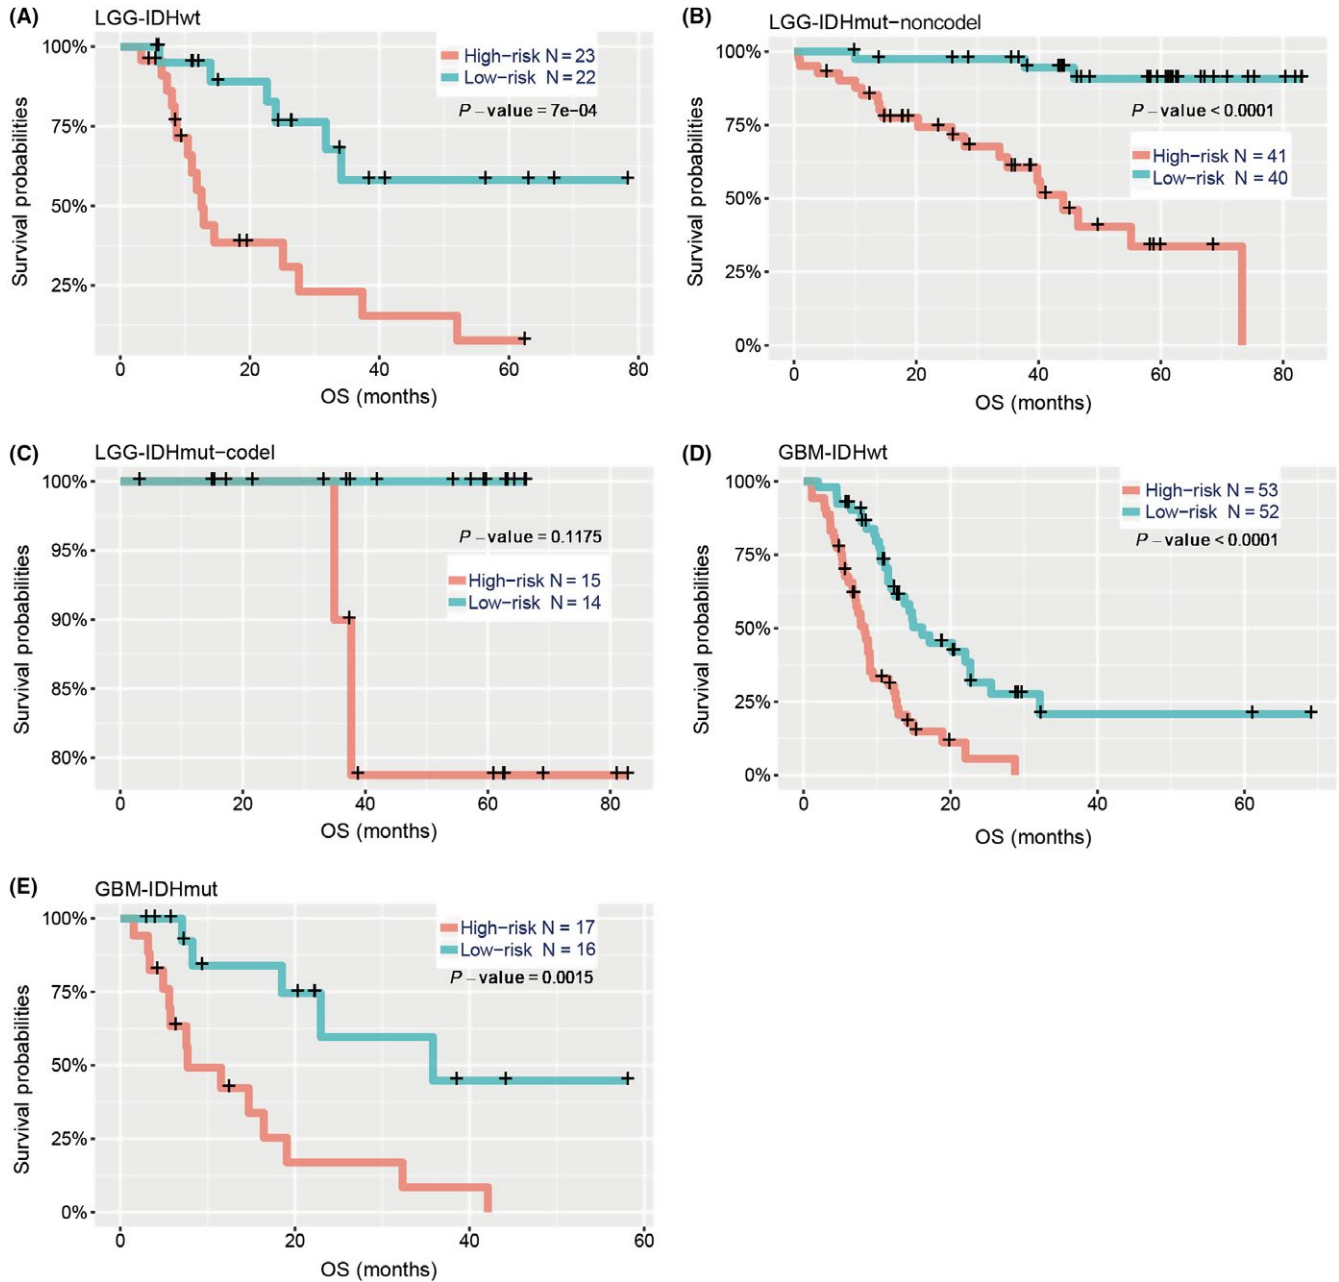 (A)
LGG-IDHwt
Survival probabilities
100%
75%
50%
25%
High-risk N = 23
Low-risk N = 22
P - value = 7e-04
0 20 40 60 80
OS (months)
(B)
LGG-IDHmut-noncodel
Survival probabilities
100%
75%
50%
25%
0%
P - value < 0.0001
High-risk N = 41
Low-risk N = 40
0 20 40 60 80
OS (months)
(C)
LGG-IDHmut-codel
Survival probabilities
100%
95%
90%
85%
80%
P - value = 0.1175
High-risk N = 15
Low-risk N = 14
0 20 40 60 80
OS (months)
(D)
GBM-IDHwt
Survival probabilities
100%
75%
50%
25%
0%
High-risk N = 53
Low-risk N = 52
P - value < 0.0001
0 20 40 60
OS (months)
(E)
GBM-IDHmut
Survival probabilities
100%
75%
50%
25%
0%
High-risk N = 17
Low-risk N = 16
P - value = 0.0015
0 20 40 60
OS (months)